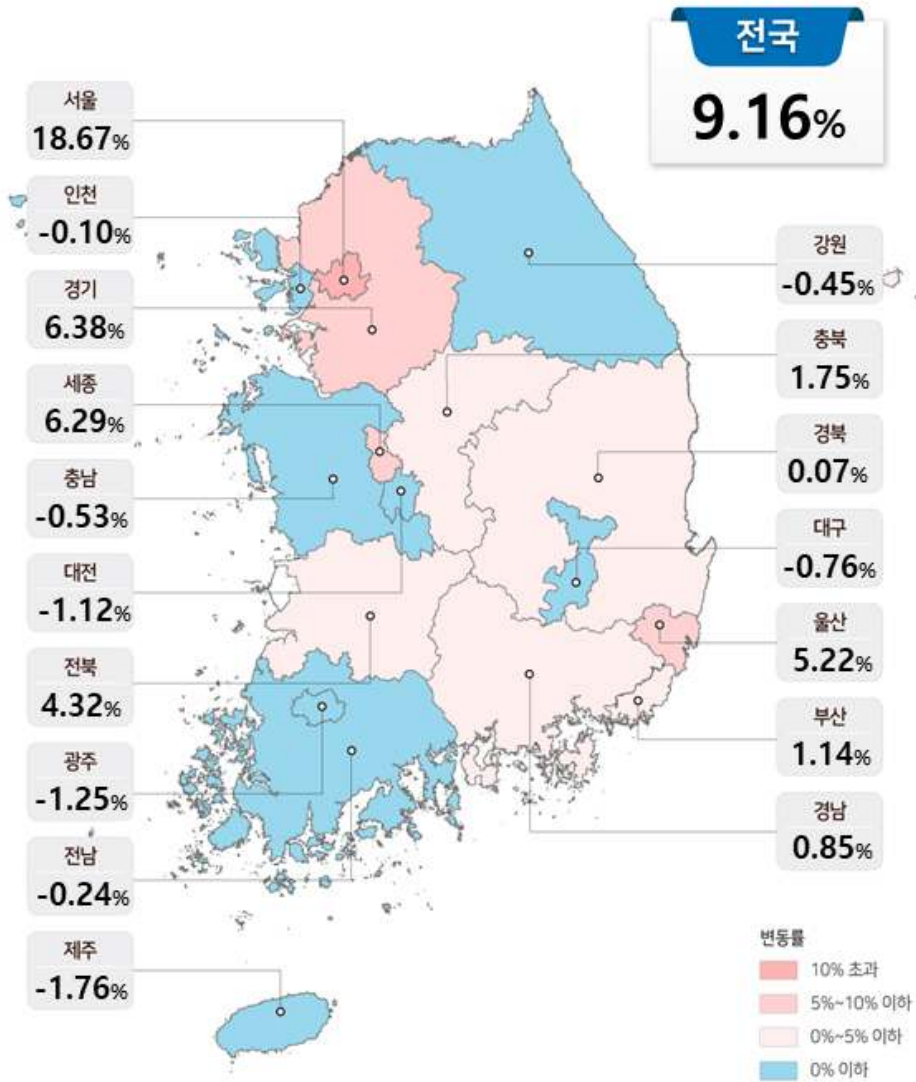 전국
9.16%
서울
18.67%
인천
-0.10%
경기
6.38%
세종
6.29%
충남
-0.53%
대전
-1.12%
전북
4.32%
광주
-1.25%
전남
-0.24%
제주
-1.76%
강원
-0.45%
충북
1.75%
경북
0.07%
대구
-0.76%
울산
5.22%
부산
1.14%
경남
0.85%
변동률
10% 초과
5%~10% 이하
0%~5% 이하
0% 이하